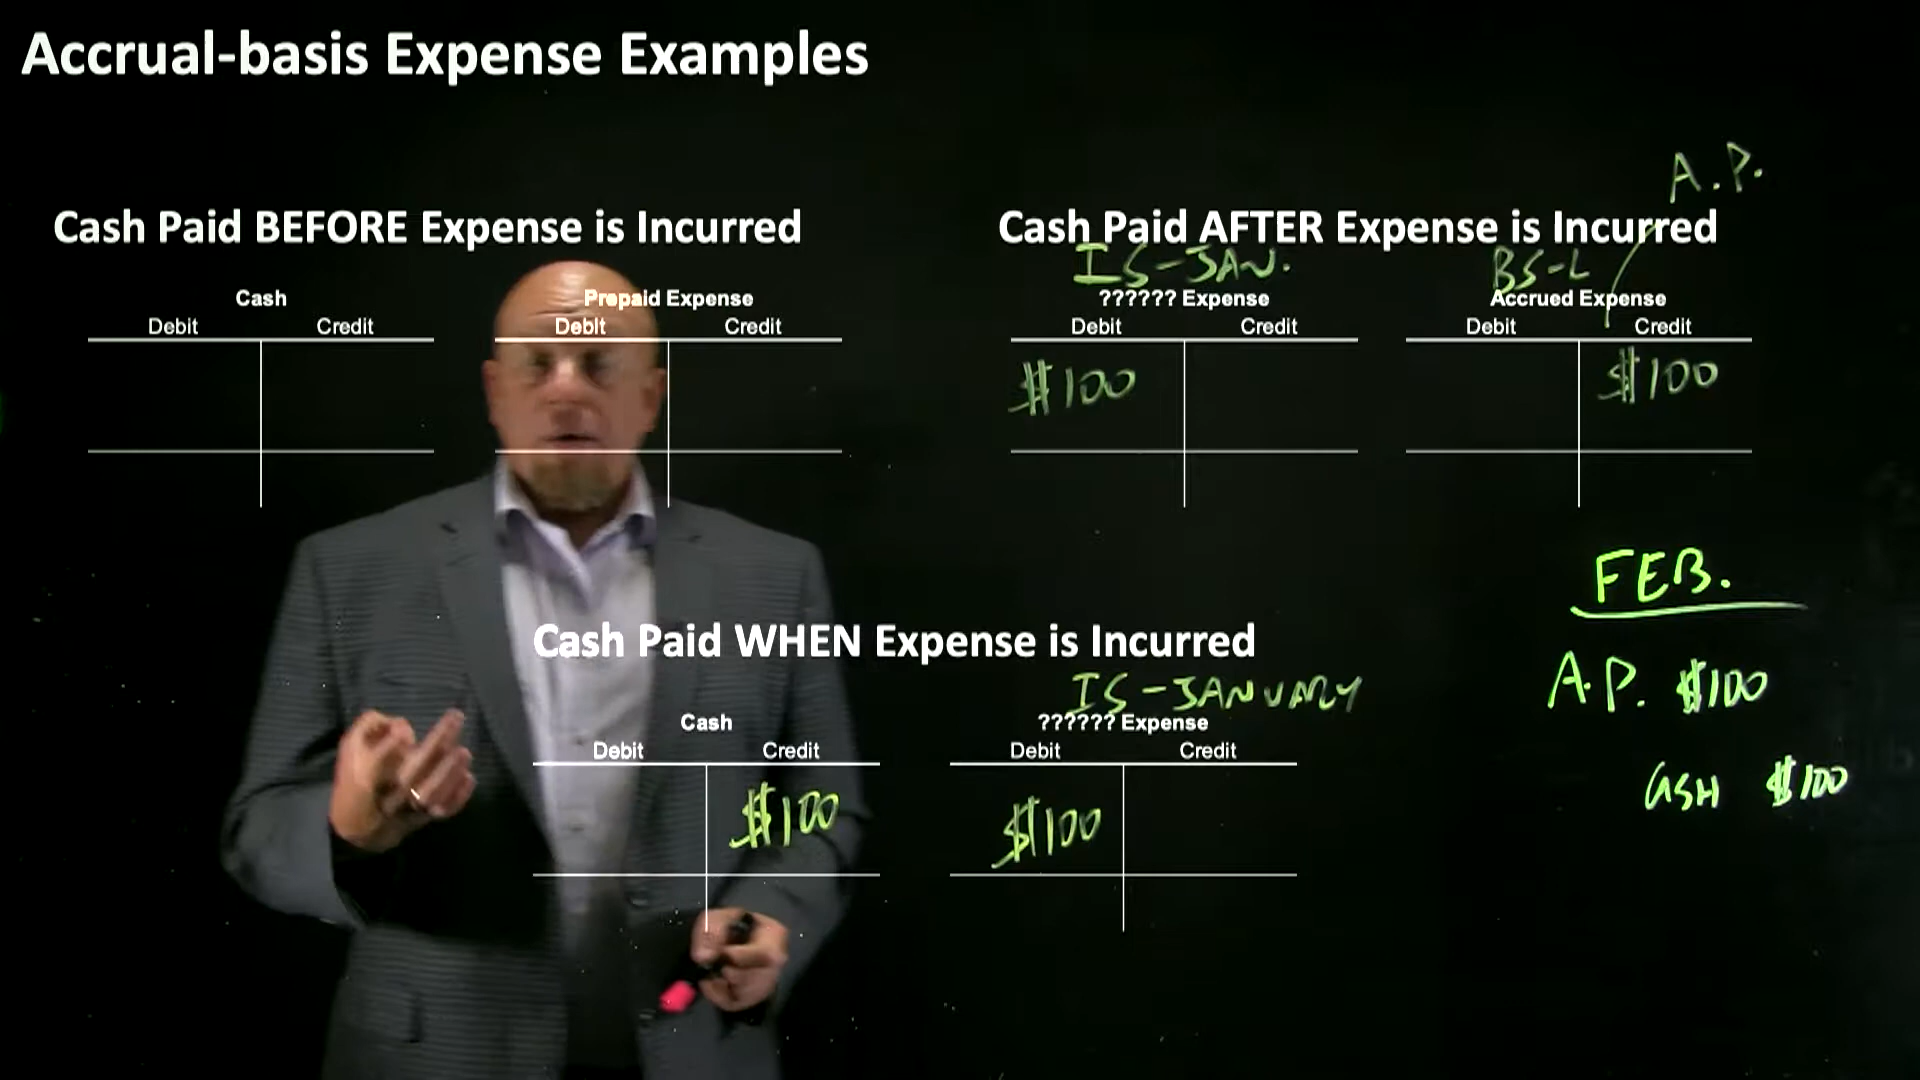 Accrual-basis Expense Examples
A.P.
Cash Paid BEFORE Expense is Incurred
Cash
Debit Credit
Prepaid Expense
Debit Credit
Cash Paid AFTER Expense is Incurred
IS-JAN.
?????? Expense
Debit Credit
$100
BS-L
Accrued Expense
Debit Credit
$100
FEB.
A.P. $100
CASH $100
Cash Paid WHEN Expense is Incurred
Cash
Debit Credit
$100
IS-JANUARY
?????? Expense
Debit Credit
$100